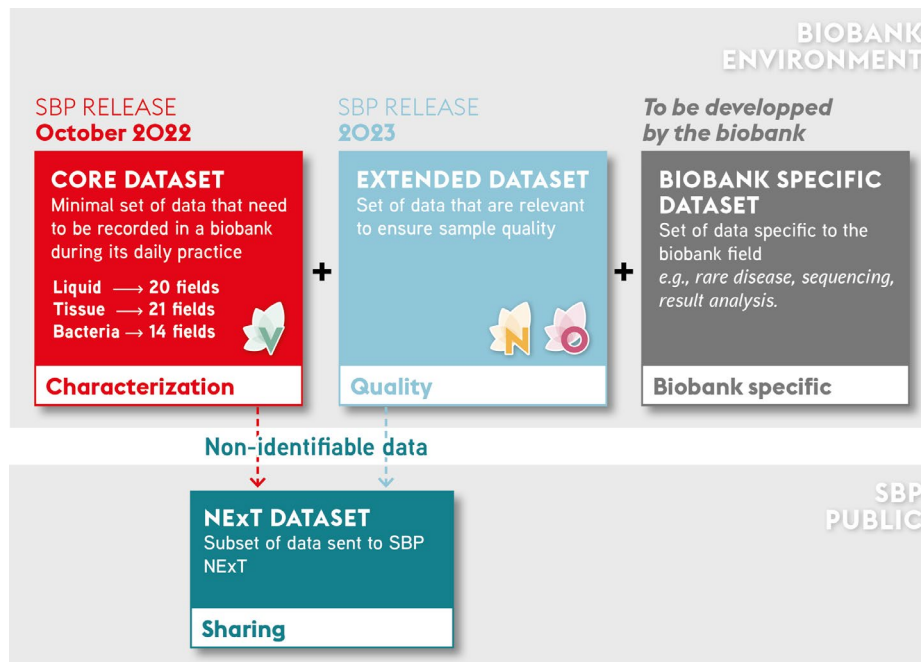 BIOBANK
ENVIRONMENT
SBP RELEASE
October 2022
SBP RELEASE
2023
To be developped
by the biobank
CORE DATASET
Minimal set of data that need
to be recorded in a biobank
during its daily practice
Liquid → 20 fields
Tissue → 21 fields
Bacteria → 14 fields
V
Characterization
+
EXTENDED DATASET
Set of data that are relevant
to ensure sample quality
N O
Quality
+
BIOBANK SPECIFIC
DATASET
Set of data specific to the
biobank field
e.g., rare disease, sequencing,
result analysis.
Biobank specific
Non-identifiable data
SBP
PUBLIC
NExT DATASET
Subset of data sent to SBP
NExT
Sharing